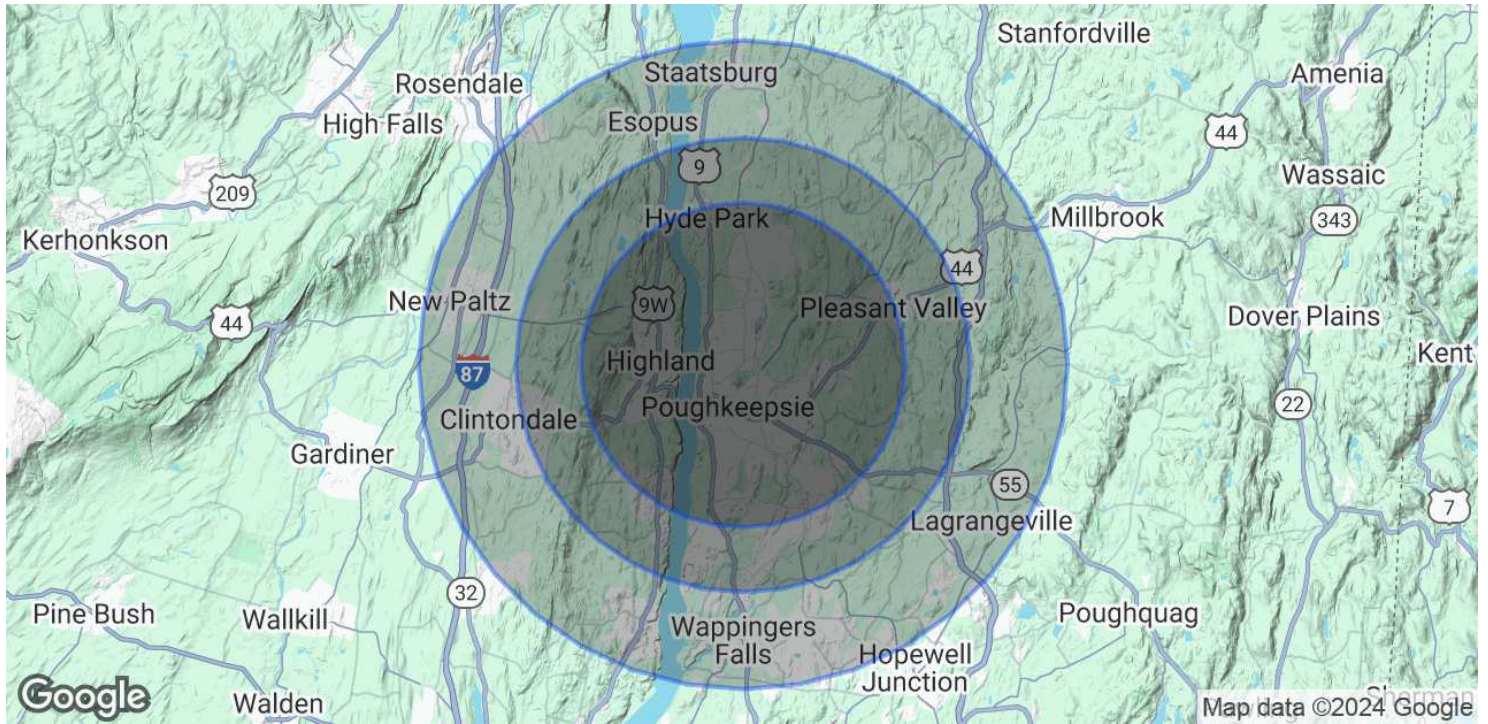 Stanfordville
Staatsburg
Amenia
Rosendale
High Falls
Esopus
44
9
209
Wassaic
Hyde Park
Millbrook
343
Kerhonkson
44
New Paltz
9W
Pleasant Valley
44
Dover Plains
Kent
Highland
87
22
Poughkeepsie
Clintondale
Gardiner
55
7
Lagrangeville
32
Pine Bush
Wallkill
Poughquag
Wappingers
Falls
Hopewell
Junction
Google
Walden
Map data ©2024 Google